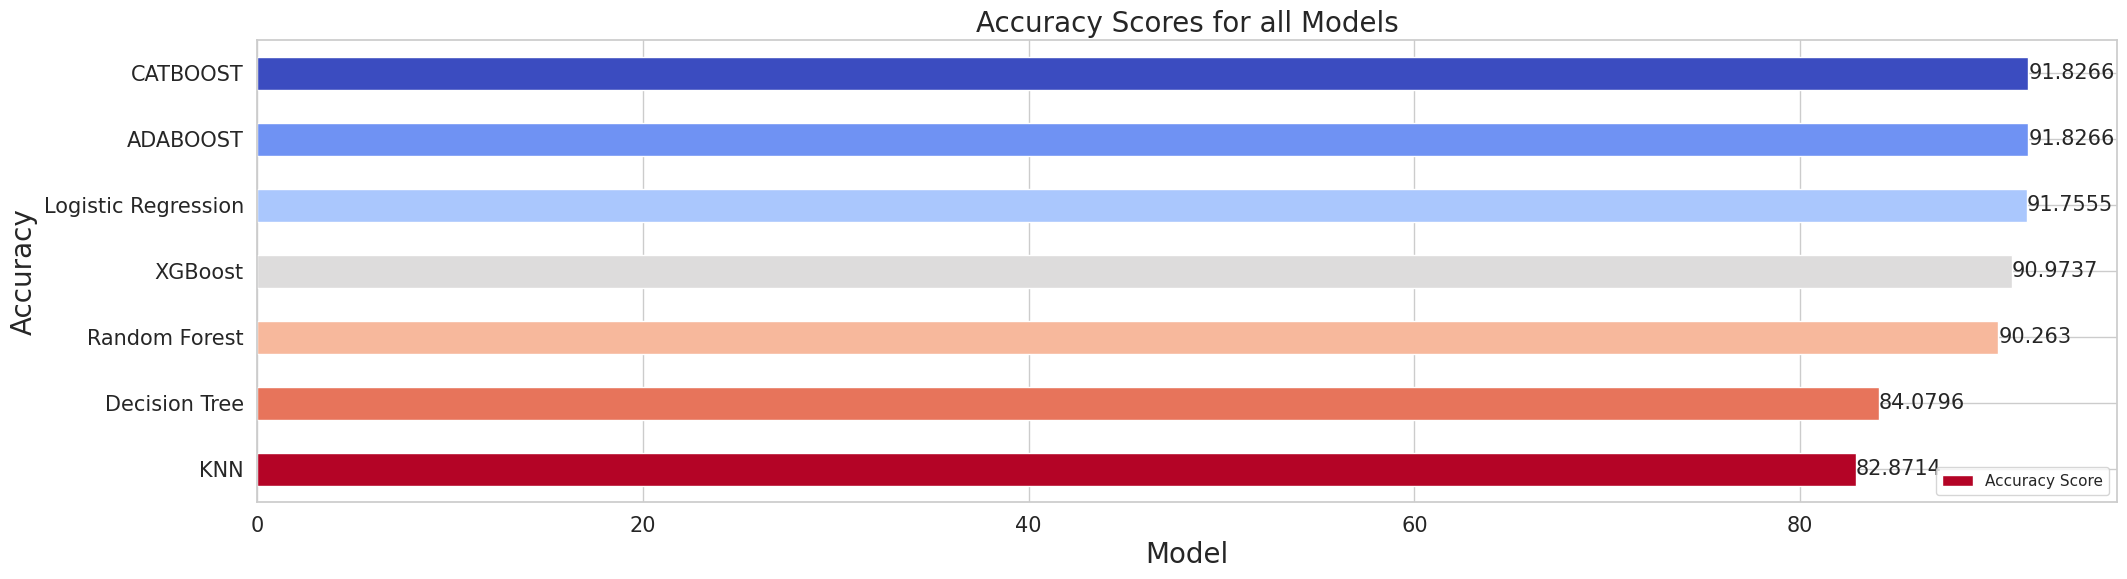 Accuracy Scores for all Models
CATBOOST
91.8266
ADABOOST
91.8266
Logistic Regression
91.7555
XGBoost
90.9737
Random Forest
90.263
Decision Tree
84.0796
KNN
82.8714
Accuracy Score
Accuracy
0 20 40 60 80
Model